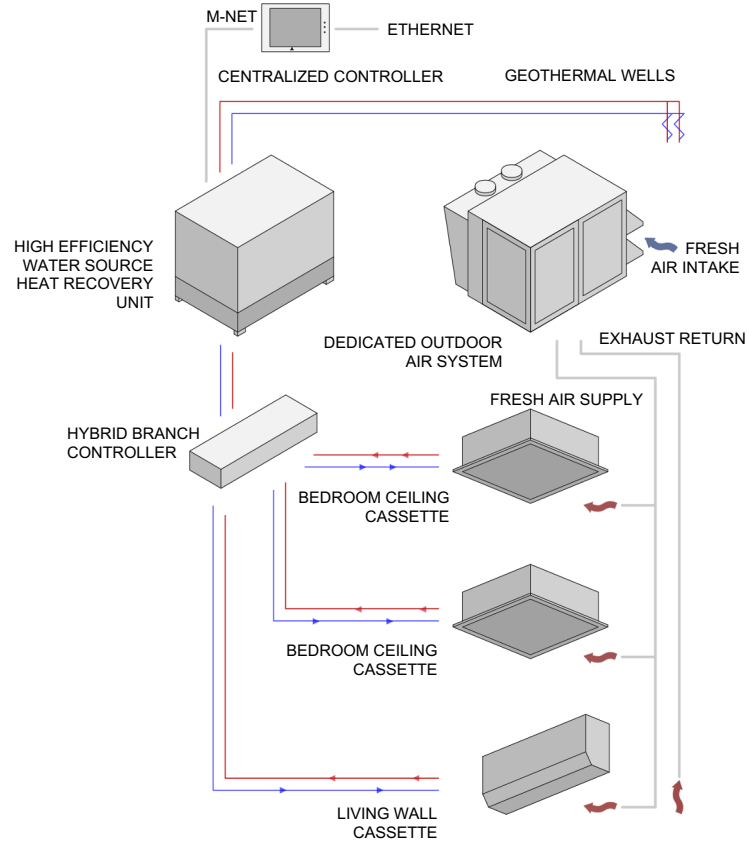 M-NET
ETHERNET
CENTRALIZED CONTROLLER
GEOTHERMAL WELLS
HIGH EFFICIENCY
WATER SOURCE
HEAT RECOVERY
UNIT
FRESH
AIR INTAKE
DEDICATED OUTDOOR
AIR SYSTEM
EXHAUST RETURN
FRESH AIR SUPPLY
HYBRID BRANCH
CONTROLLER
BEDROOM CEILING
CASSETTE
BEDROOM CEILING
CASSETTE
LIVING WALL
CASSETTE